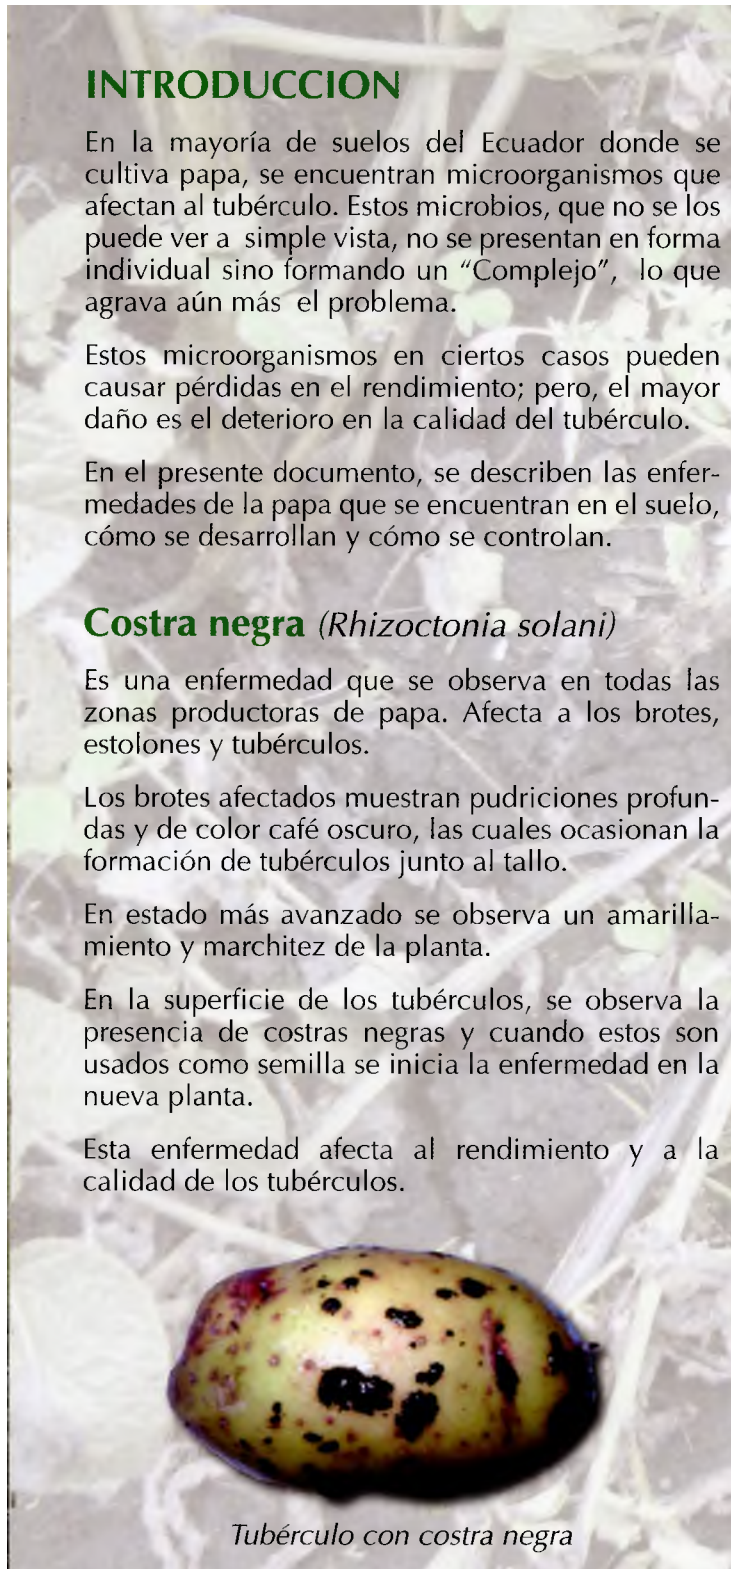 INTRODUCCION
En la mayoría de suelos del Ecuador donde se
cultiva papa, se encuentran microorganismos que
afectan al tubérculo. Estos microbios, que no se los
puede ver a simple vista, no se presentan en forma
individual sino formando un "Complejo", lo que
agrava aún más el problema.
Estos microorganismos en ciertos casos pueden
causar pérdidas en el rendimiento; pero, el mayor
daño es el deterioro en la calidad del tubérculo.
En el presente documento, se describen las enfer-
medades de la papa que se encuentran en el suelo,
cómo se desarrollan y cómo se controlan.
Costra negra (Rhizoctonia solani)
Es una enfermedad que se observa en todas las
zonas productoras de papa. Afecta a los brotes,
estolones y tubérculos.
Los brotes afectados muestran pudriciones profun-
das y de color café oscuro, las cuales ocasionan la
formación de tubérculos junto al tallo.
En estado más avanzado se observa un amarilla-
miento y marchitez de la planta.
En la superficie de los tubérculos, se observa la
presencia de costras negras y cuando estos son
usados como semilla se inicia la enfermedad en la
nueva planta.
Esta enfermedad afecta al rendimiento y a la
calidad de los tubérculos.
Tubérculo con costra negra